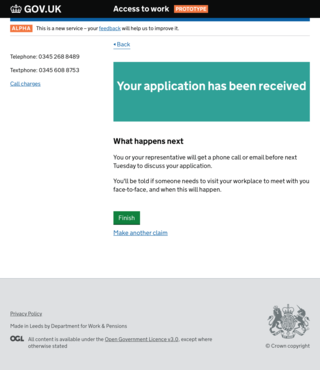 GOV.UK
Access to work PROTOTYPE
ALPHA This is a new service – your feedback will help us to improve it.
Back
Telephone: 0345 268 8489
Textphone: 0345 608 8753
Call charges
Your application has been received
What happens next
You or your representative will get a phone call or email before next
Tuesday to discuss your application.
You'll be told if someone needs to visit your workplace to meet with you
face-to-face, and when this will happen.
Finish
Make another claim
Privacy Policy
Made in Leeds by Department for Work & Pensions
OGL All content is available under the Open Government Licence v3.0, except where
otherwise stated
© Crown copyright